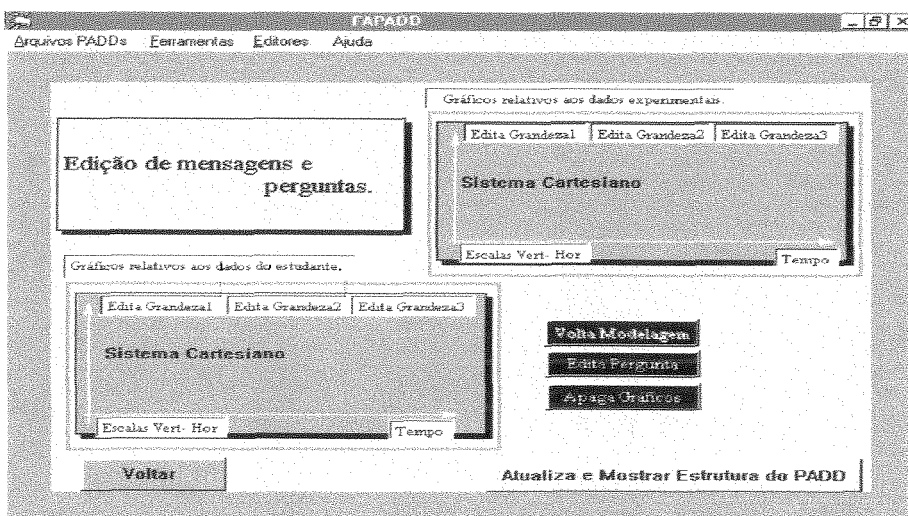 FAPADD
Arquivos PADDs Ferramentas Editores Ajuda
Gráficos relativos aos dados experimentais.
Edita Grandeza1 Edita Grandeza2 Edita Grandeza3
Edição de mensagens e
perguntas.
Sistema Cartesiano
Escalas Vert- Hor
Tempo
Gráficos relativos aos dados do estudante.
Edita Grandeza1 Edita Grandeza2 Edita Grandeza3
Sistema Cartesiano
Escalas Vert- Hor
Tempo
Volta Modelagem
Edita Pergunta
Apaga Gráficos
Voltar
Atualiza e Mostrar Estrutura do PADD